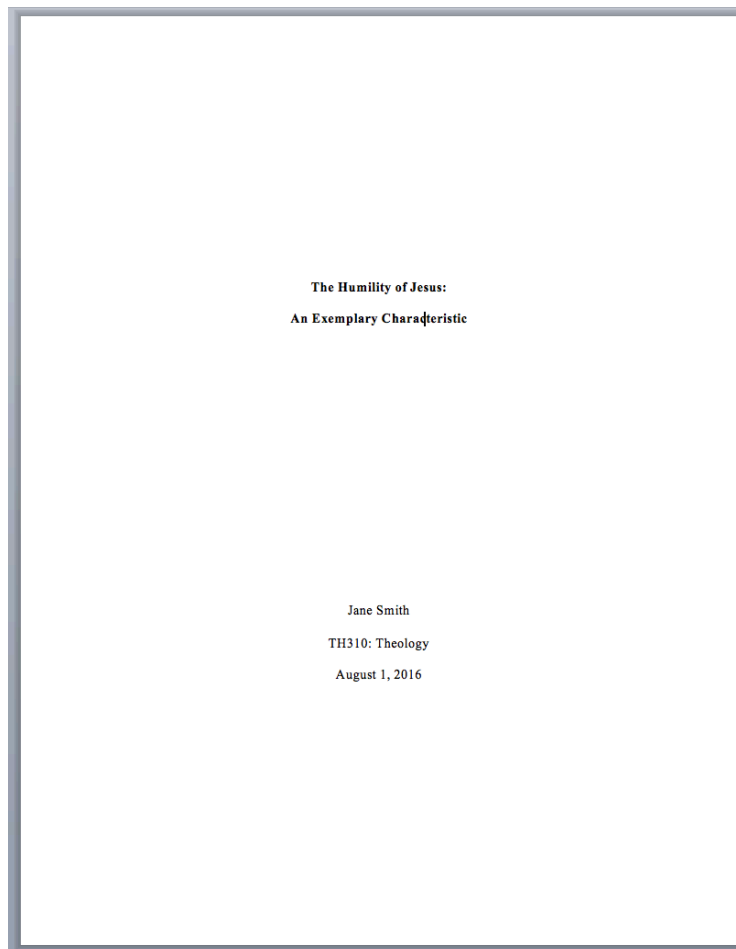 The Humility of Jesus:
An Exemplary Characteristic
Jane Smith
TH310: Theology
August 1, 2016